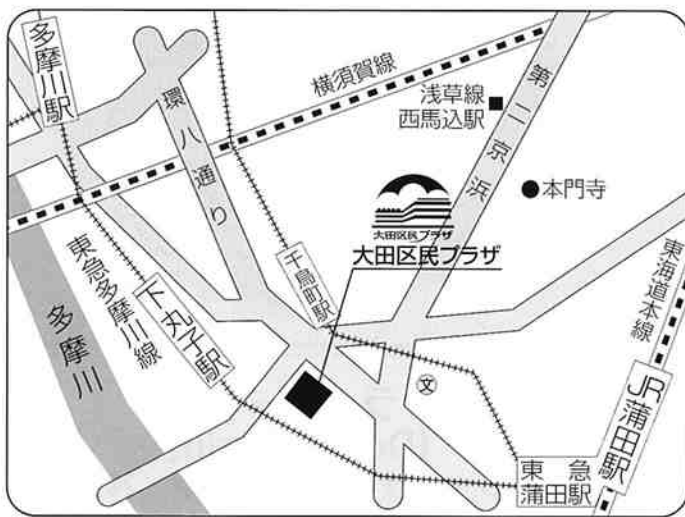 多摩川駅
環八通り
横須賀線
浅草線
西馬込駅
第二京浜
本門寺
大田区民プラザ
大田区民プラザ
千鳥町駅
東急多摩川線
下丸子駅
多摩川
東海道本線
JR蒲田駅
文
東急
蒲田駅